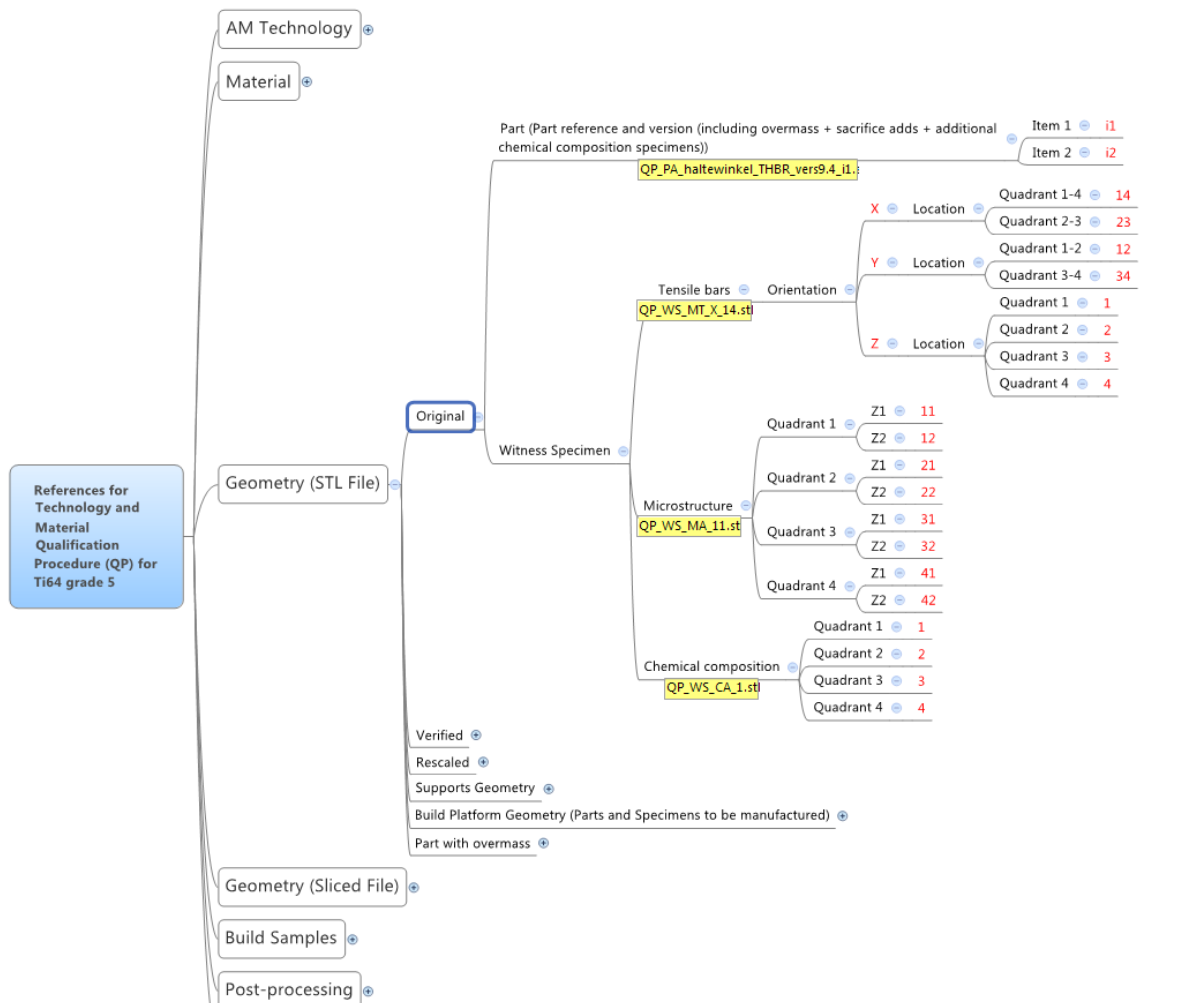 AM Technology
Material
Part (Part reference and version (including overmass + sacrifice adds + additional
chemical composition specimens))
QP_PA_haltewinkel_THBR_vers9.4_i1.s
Item 1 i1
Item 2 i2
Quadrant 1-4 14
X Location
Quadrant 2-3 23
Quadrant 1-2 12
Y Location
Quadrant 3-4 34
Tensile bars Orientation
QP_WS_MT_X_14.stl
Quadrant 1 1
Quadrant 2 2
Z Location
Quadrant 3 3
Quadrant 4 4
Original
Witness Specimen
Z1 11
Quadrant 1
Z2 12
Z1 21
Quadrant 2
Z2 22
Microstructure
QP_WS_MA_11.st
Z1 31
Quadrant 3
Z2 32
Z1 41
Quadrant 4
Z2 42
Geometry (STL File)
References for
Technology and
Material
Qualification
Procedure (QP) for
Ti64 grade 5
Quadrant 1 1
Quadrant 2 2
Chemical composition
QP_WS_CA_1.stl
Quadrant 3 3
Quadrant 4 4
Verified
Rescaled
Supports Geometry
Build Platform Geometry (Parts and Specimens to be manufactured)
Part with overmass
Geometry (Sliced File)
Build Samples
Post-processing